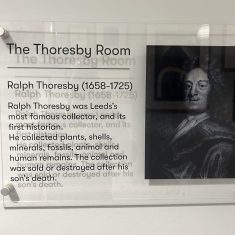 The Thoresby Room
Ralph Thoresby (1658-1725)
Ralph Thoresby was Leeds's
most famous collector, and its
first historian.
He collected plants, shells,
minerals, fossils, animal and
human remains. The collection
was sold or destroyed after his
son's death.